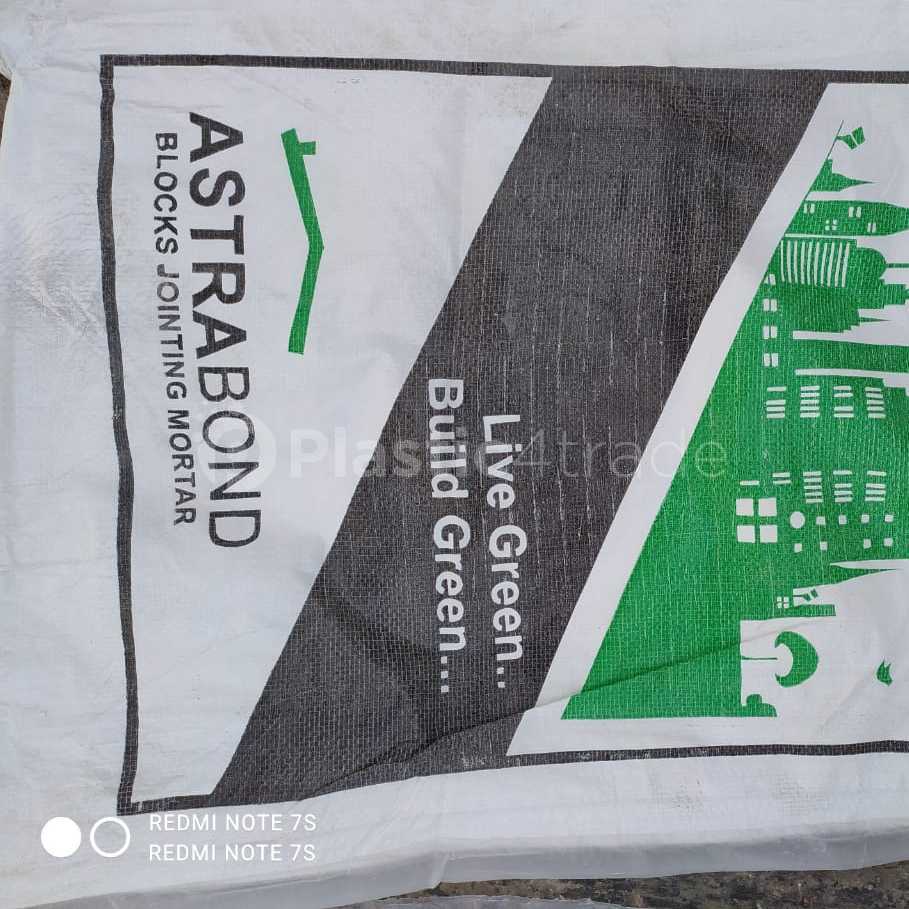 ASTRABOND
BLOCKS JOINTING MORTAR
Live Green..
Build Green...
Plastic4trade
REDMI NOTE 7S
REDMI NOTE 7S